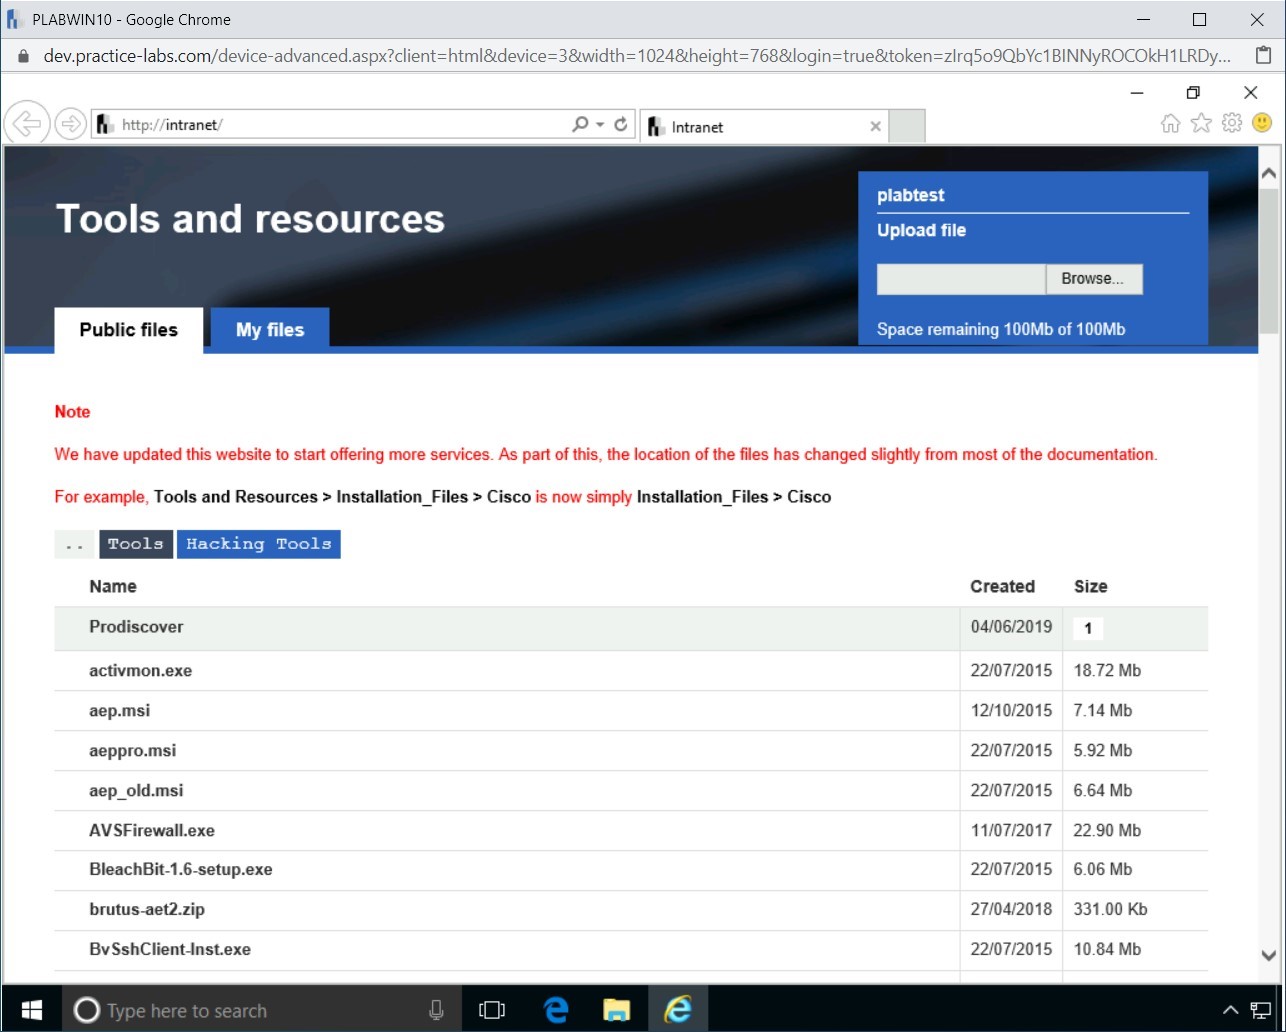 PLABWIN10 - Google Chrome
dev.practice-labs.com/device-advanced.aspx?client=html&device=3&width=1024&height=768&login=true&token=zIrq5o9QbYc1BINNyROCOkH1LRDy...
http://intranet/
Intranet
Tools and resources
plabtest
Upload file
Browse...
Space remaining 100Mb of 100Mb
Public files
My files
Note
We have updated this website to start offering more services. As part of this, the location of the files has changed slightly from most of the documentation.
For example, Tools and Resources > Installation_Files > Cisco is now simply Installation_Files > Cisco
.. Tools Hacking Tools
Name Created Size
Prodiscover 04/06/2019 1
activmon.exe 22/07/2015 18.72 Mb
aep.msi 12/10/2015 7.14 Mb
aeppro.msi 22/07/2015 5.92 Mb
aep_old.msi 22/07/2015 6.64 Mb
AVSFirewall.exe 11/07/2017 22.90 Mb
BleachBit-1.6-setup.exe 22/07/2015 6.06 Mb
brutus-aet2.zip 27/04/2018 331.00 Kb
BvSshClient-Inst.exe 22/07/2015 10.84 Mb
Type here to search